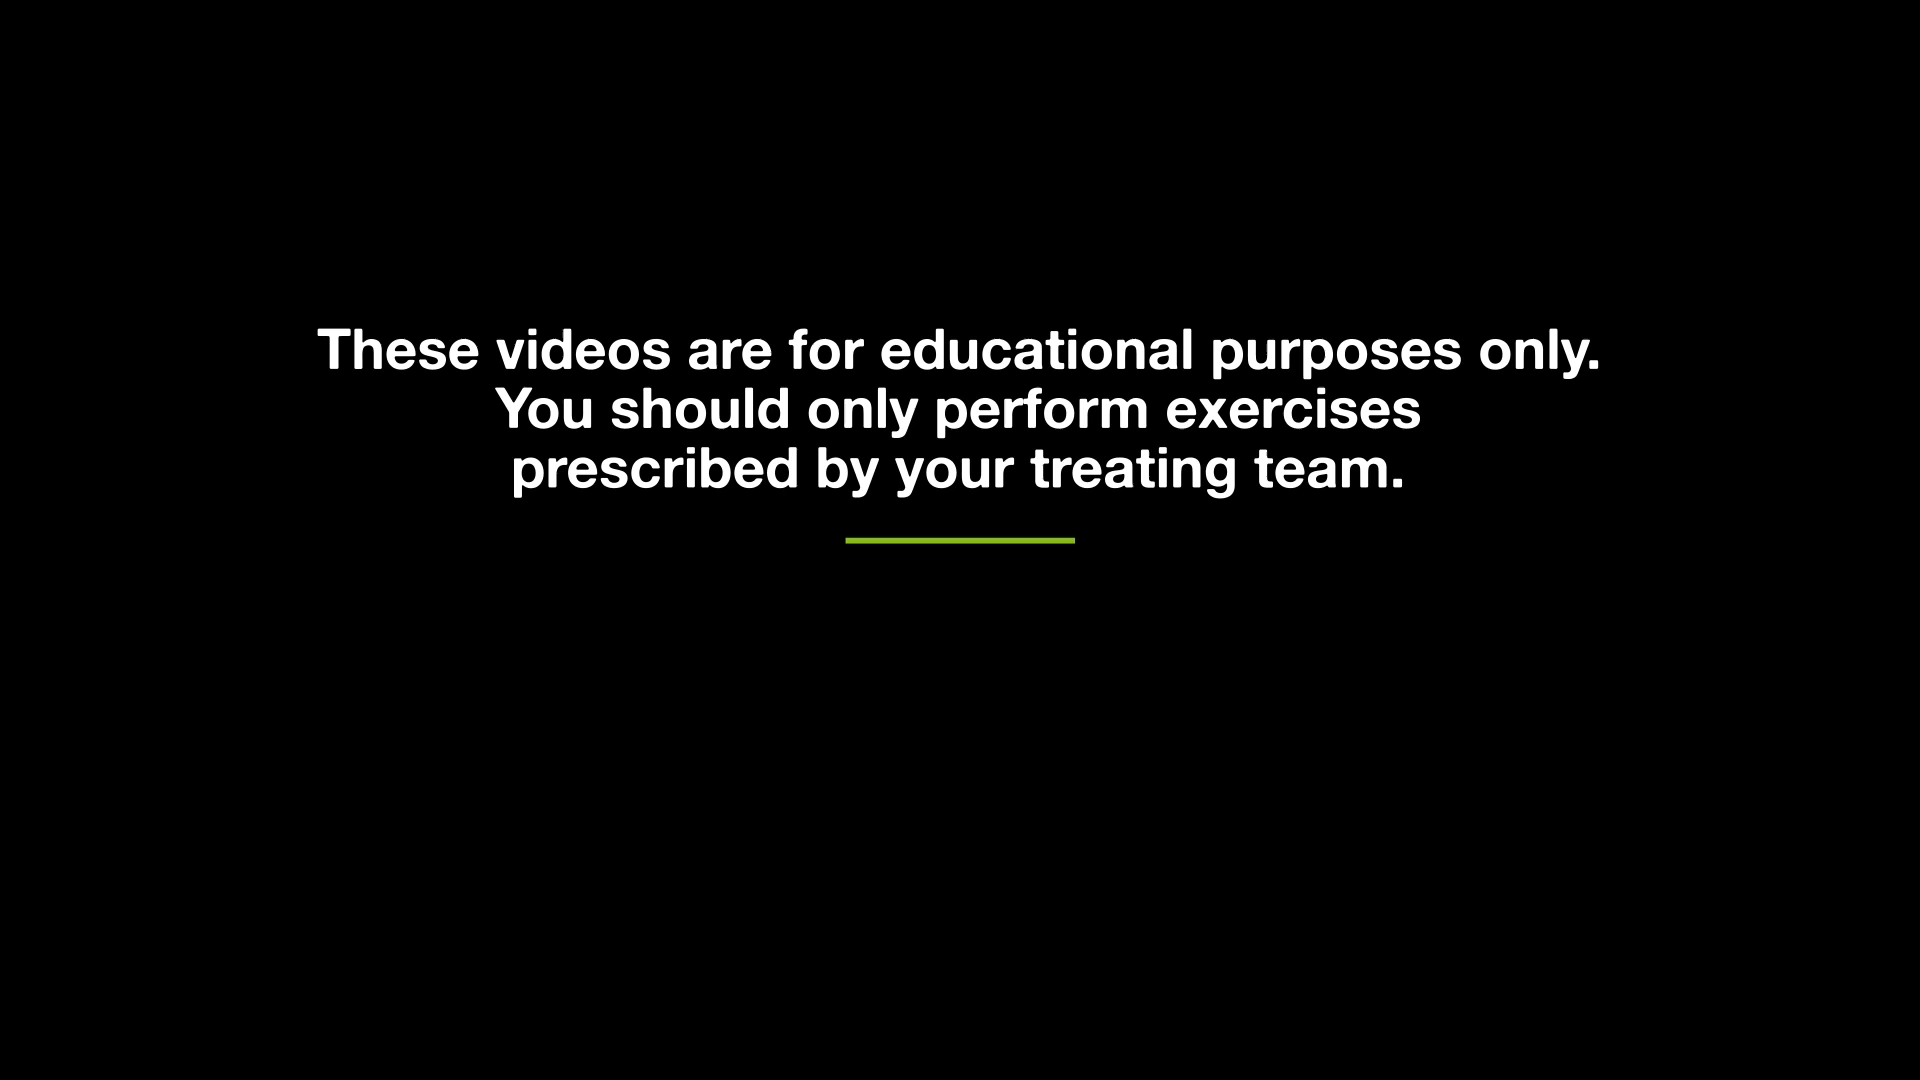 These videos are for educational purposes only.
You should only perform exercises
prescribed by your treating team.